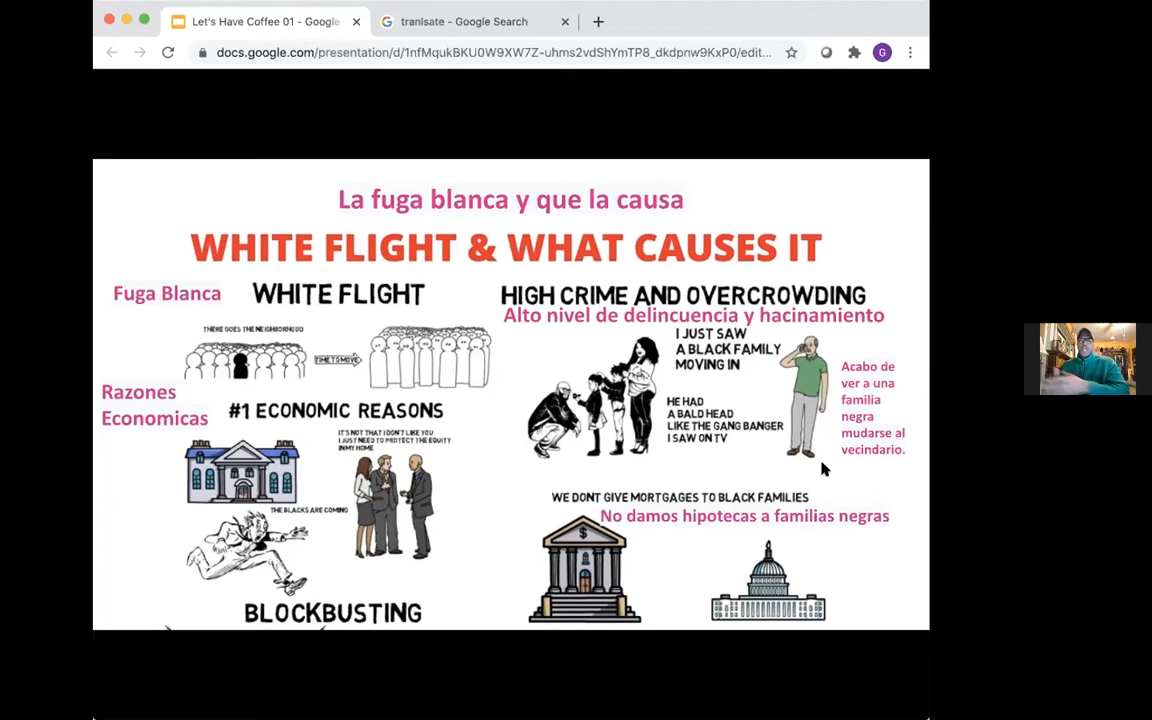 Let's Have Coffee 01 - Google
tranlsate - Google Search
docs.google.com/presentation/d/1nfMqukBKU0W9XW7Z-uhms2vdShYmTP8_dkdpnw9KxP0/edit...
G
La fuga blanca y que la causa
WHITE FLIGHT & WHAT CAUSES IT
Fuga Blanca
WHITE FLIGHT
THERE GOES THE NEIGHBORHOOD
TIME TO MOVE
Razones
Economicas
#1 ECONOMIC REASONS
IT'S NOT THAT I DON'T LIKE YOU
I JUST NEED TO PROTECT THE EQUITY
IN MY HOME
THE BLACKS ARE COMING
BLOCKBUSTING
HIGH CRIME AND OVERCROWDING
Alto nivel de delincuencia y hacinamiento
I JUST SAW
A BLACK FAMILY
MOVING IN
HE HAD
A BALD HEAD
LIKE THE GANG BANGER
I SAW ON TV
Acabo de
ver a una
familia
negra
mudarse al
vecindario.
WE DONT GIVE MORTGAGES TO BLACK FAMILIES
No damos hipotecas a familias negras
$